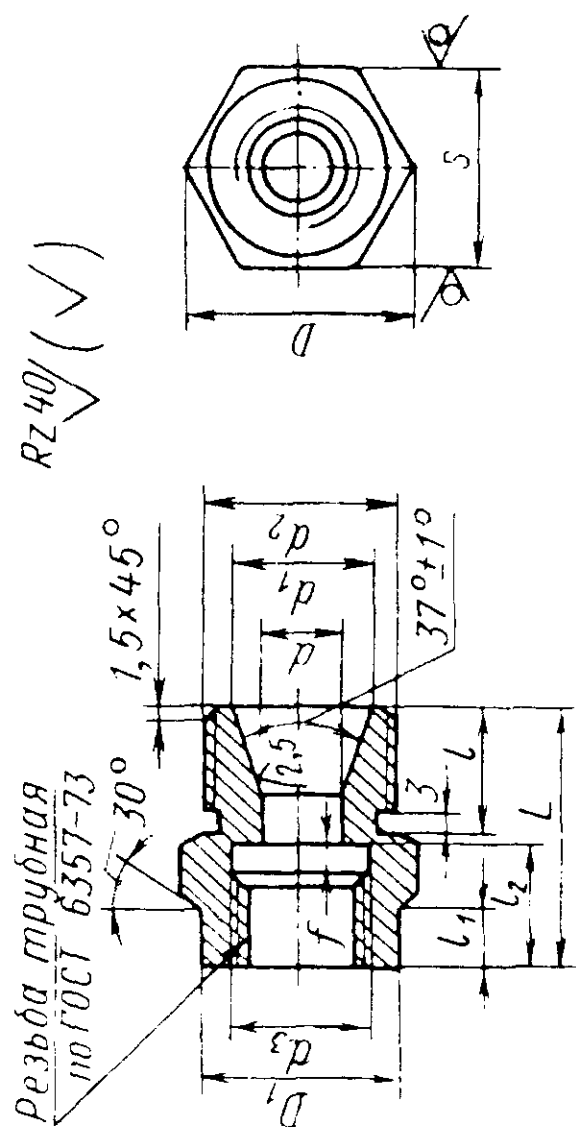 Rz 40 (√)
D
S
Резьба трубная
по ГОСТ 6357-73
30°
1,5×45°
D₁
d₃
f
2,5
d
d₁
d₂
37°±1°
l₁
l₂
3
l
L